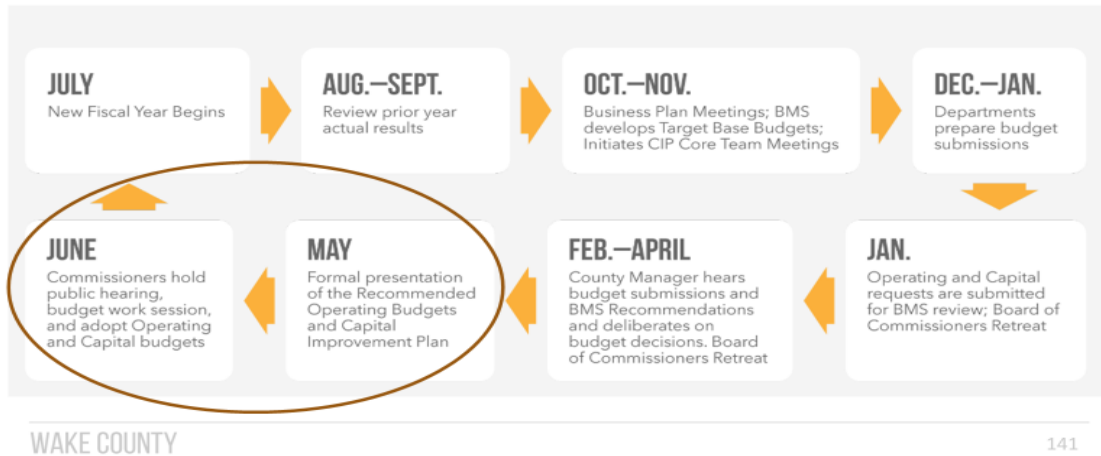 JULY
New Fiscal Year Begins
AUG.—SEPT.
Review prior year
actual results
OCT.—NOV.
Business Plan Meetings; BMS
develops Target Base Budgets;
Initiates CIP Core Team Meetings
DEC.—JAN.
Departments
prepare budget
submissions
JAN.
Operating and Capital
requests are submitted
for BMS review; Board of
Commissioners Retreat
FEB.—APRIL
County Manager hears
budget submissions and
BMS Recommendations
and deliberates on
budget decisions. Board
of Commissioners Retreat
MAY
Formal presentation
of the Recommended
Operating Budgets
and Capital
Improvement Plan
JUNE
Commissioners hold
public hearing,
budget work session,
and adopt Operating
and Capital budgets
WAKE COUNTY
141